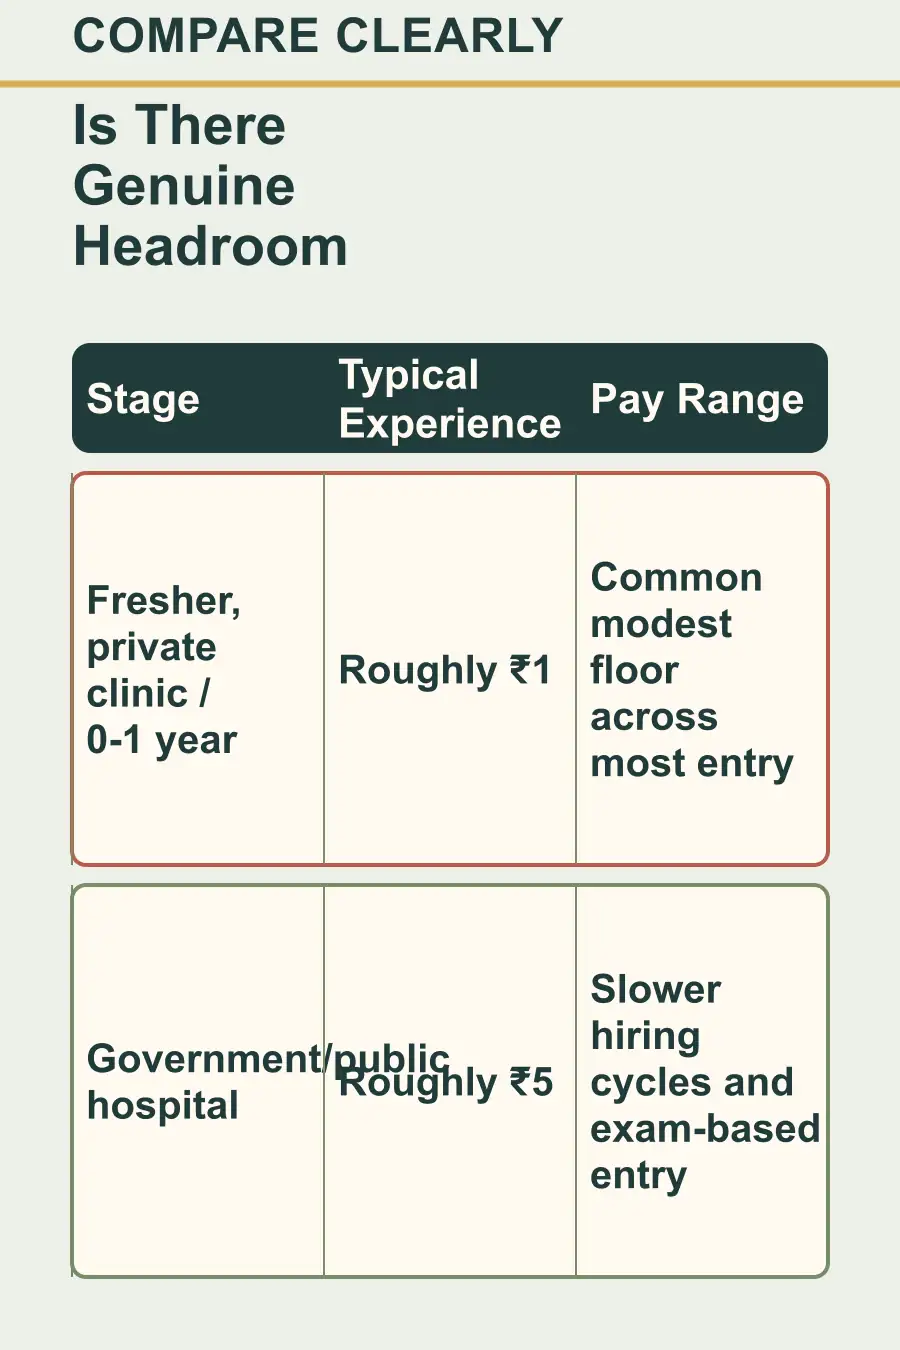 COMPARE CLEARLY
Is There
Genuine
Headroom
Stage
Typical
Experience
Pay Range
Fresher,
private
clinic /
0-1 year
Roughly ₹1
Common
modest
floor
across
most entry
Government/public
hospital
Roughly ₹5
Slower
hiring
cycles and
exam-based
entry